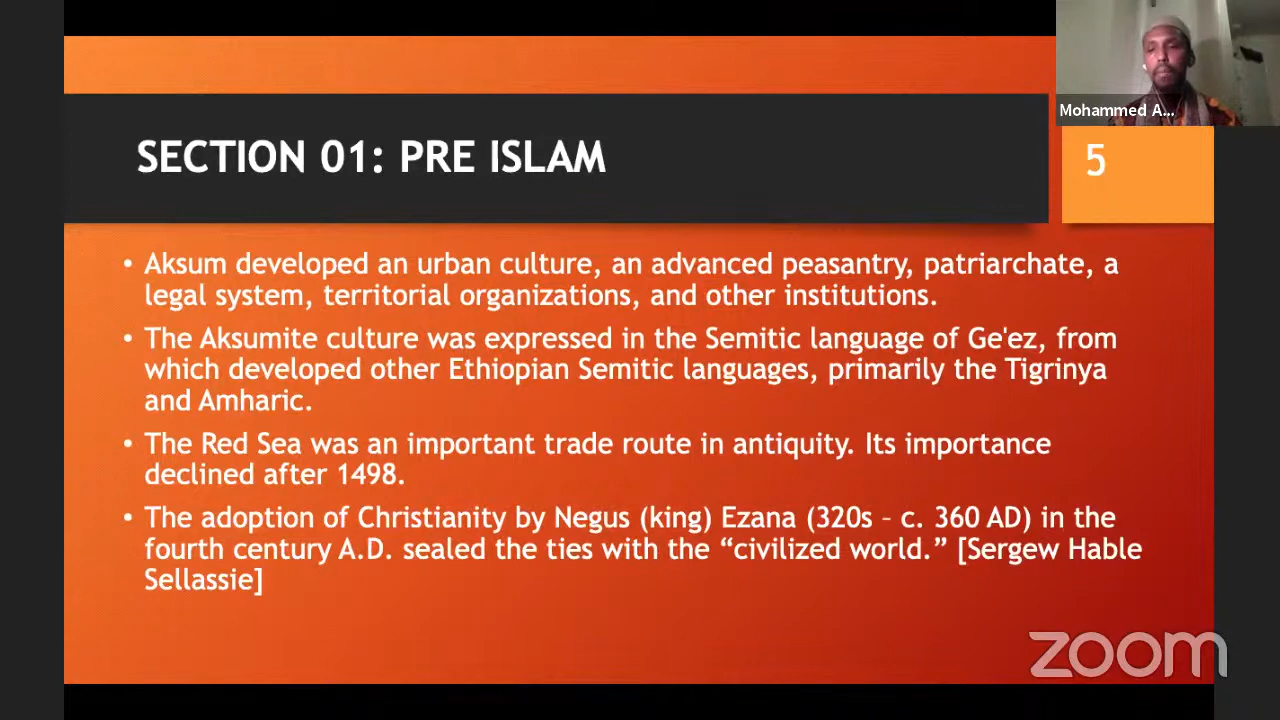 SECTION 01: PRE ISLAM
5
Mohammed A...
• Aksum developed an urban culture, an advanced peasantry, patriarchate, a
legal system, territorial organizations, and other institutions.
• The Aksumite culture was expressed in the Semitic language of Ge'ez, from
which developed other Ethiopian Semitic languages, primarily the Tigrinya
and Amharic.
• The Red Sea was an important trade route in antiquity. Its importance
declined after 1498.
• The adoption of Christianity by Negus (king) Ezana (320s – c. 360 AD) in the
fourth century A.D. sealed the ties with the “civilized world.” [Sergew Hable
Sellassie]
zoom